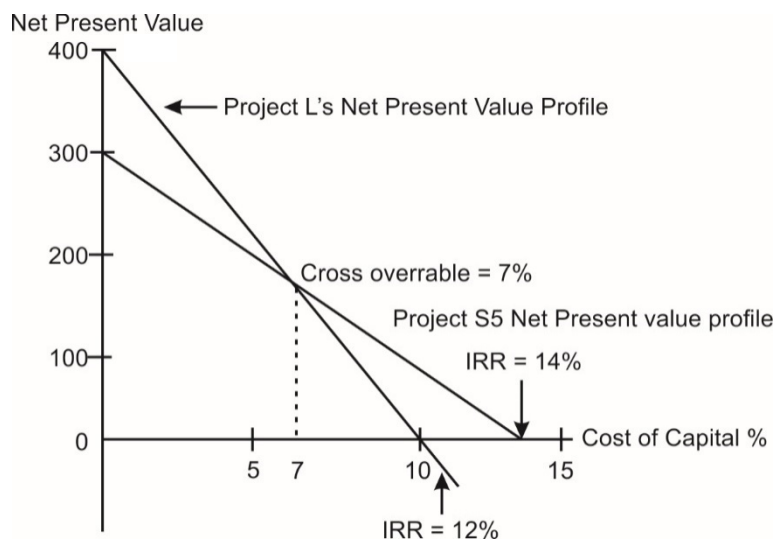 Net Present Value
400
Project L's Net Present Value Profile
300
200
Cross overrable = 7%
Project S5 Net Present value profile
100
IRR = 14%
0
Cost of Capital %
5
7
10
15
IRR = 12%